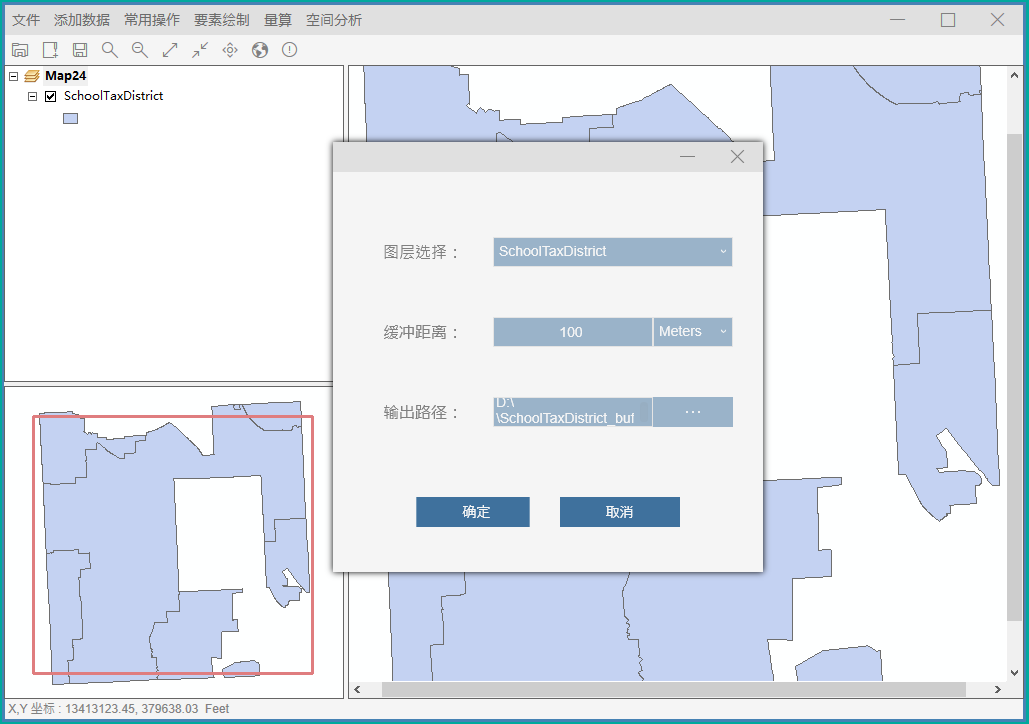 文件 添加数据 常用操作 要素绘制 量算 空间分析
Map24
SchoolTaxDistrict
图层选择： SchoolTaxDistrict
缓冲距离： 100 Meters
输出路径： D:\
\SchoolTaxDistrict_buf ...
确定 取消
X,Y 坐标 : 13413123.45, 379638.03 Feet